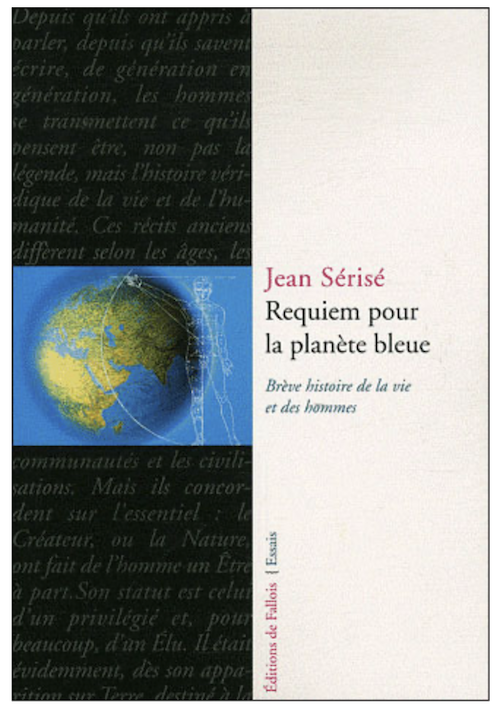 Depuis qu'ils ont appris à
parler, depuis qu'ils savent
écrire, de génération en
génération, les hommes
se transmettent ce qu'ils
pensent être, non pas la
légende, mais l'histoire véri-
dique de la vie et de l'hu-
manité. Ces récits anciens
diffèrent selon les âges, les
communautés et les civili-
sations. Mais ils concor-
dent sur l'essentiel : le
Créateur, ou la Nature,
ont fait de l'homme un Être
à part.Son statut est celui
d'un privilégié et, pour
beaucoup, d'un Élu. Il était
évidemment, dès son appa-
rition sur Terre, destiné à la
Jean Sérisé
Requiem pour
la planète bleue
Brève histoire de la vie
et des hommes
Éditions de Fallois { Essais